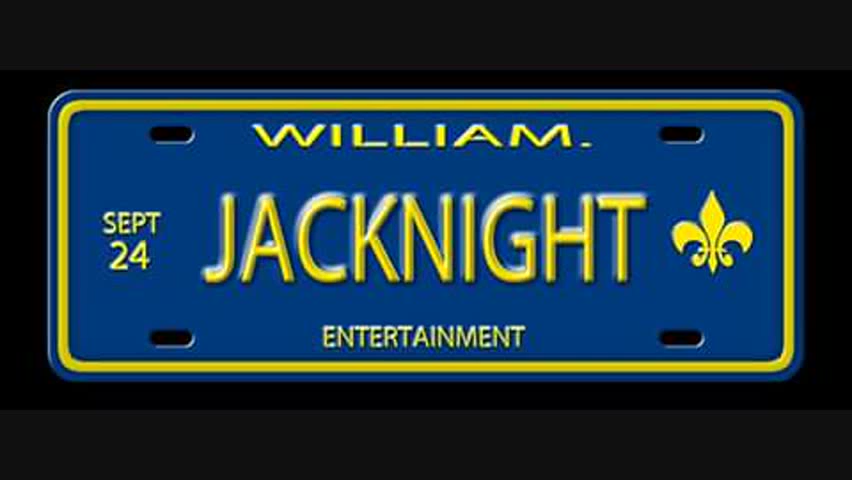 WILLIAM.
SEPT
24
JACKNIGHT
ENTERTAINMENT